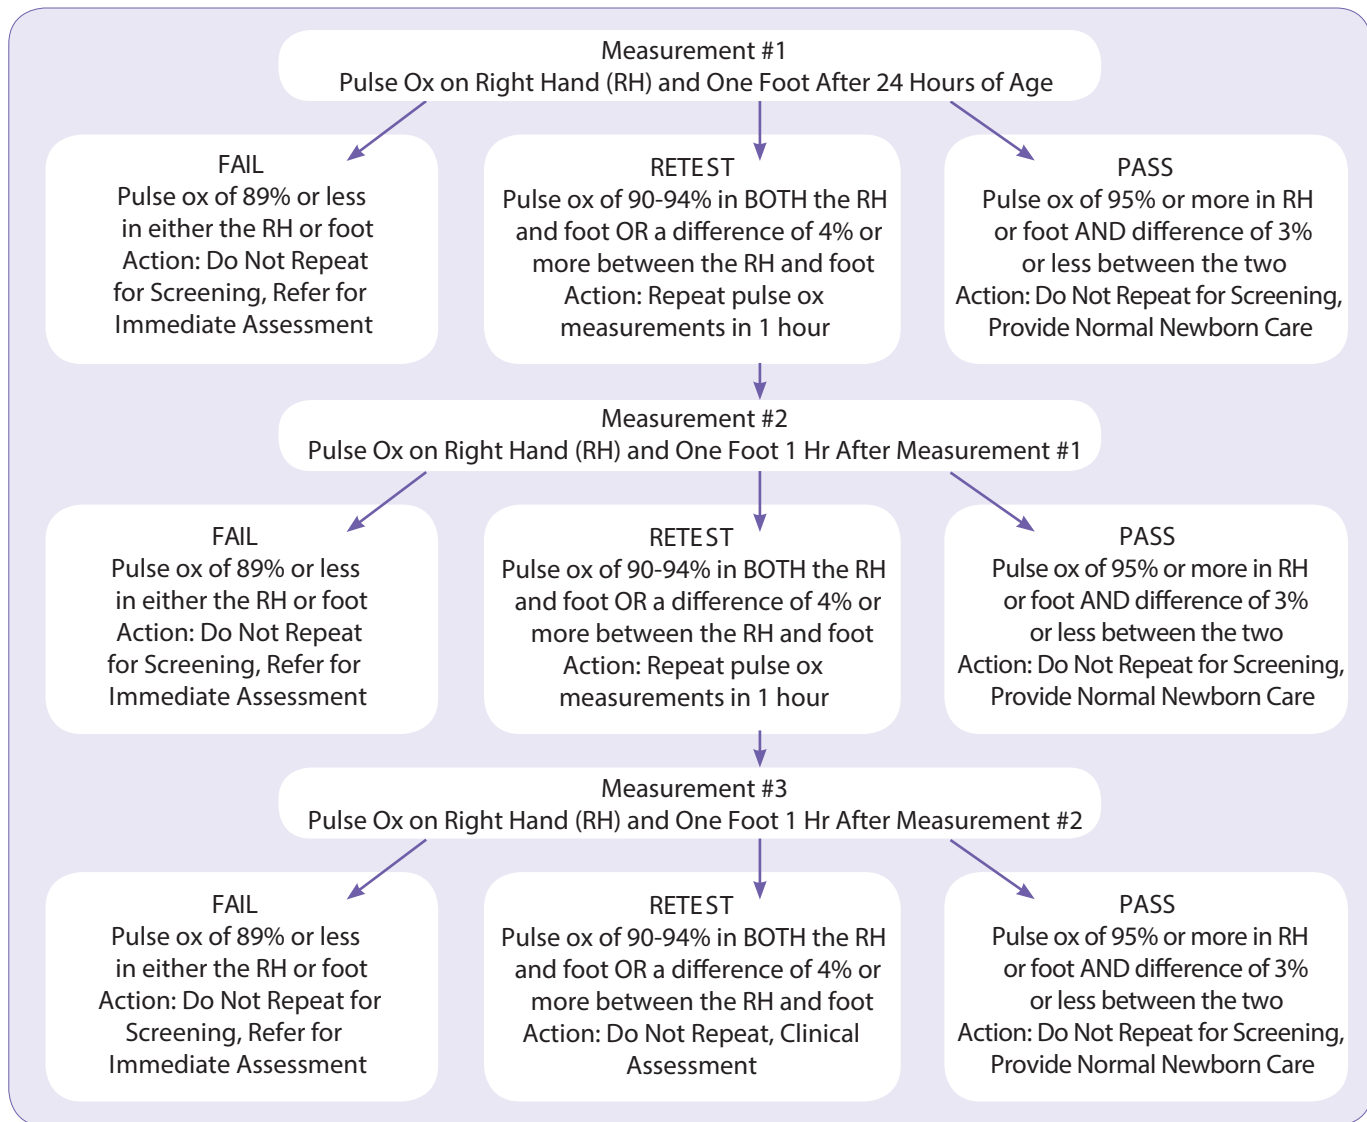 Measurement #1
Pulse Ox on Right Hand (RH) and One Foot After 24 Hours of Age
FAIL
Pulse ox of 89% or less
in either the RH or foot
Action: Do Not Repeat
for Screening, Refer for
Immediate Assessment
RETEST
Pulse ox of 90-94% in BOTH the RH
and foot OR a difference of 4% or
more between the RH and foot
Action: Repeat pulse ox
measurements in 1 hour
PASS
Pulse ox of 95% or more in RH
or foot AND difference of 3%
or less between the two
Action: Do Not Repeat for Screening,
Provide Normal Newborn Care
Measurement #2
Pulse Ox on Right Hand (RH) and One Foot 1 Hr After Measurement #1
FAIL
Pulse ox of 89% or less
in either the RH or foot
Action: Do Not Repeat
for Screening, Refer for
Immediate Assessment
RETEST
Pulse ox of 90-94% in BOTH the RH
and foot OR a difference of 4% or
more between the RH and foot
Action: Repeat pulse ox
measurements in 1 hour
PASS
Pulse ox of 95% or more in RH
or foot AND difference of 3%
or less between the two
Action: Do Not Repeat for Screening,
Provide Normal Newborn Care
Measurement #3
Pulse Ox on Right Hand (RH) and One Foot 1 Hr After Measurement #2
FAIL
Pulse ox of 89% or less
in either the RH or foot
Action: Do Not Repeat for
Screening, Refer for
Immediate Assessment
RETEST
Pulse ox of 90-94% in BOTH the RH
and foot OR a difference of 4% or
more between the RH and foot
Action: Do Not Repeat, Clinical
Assessment
PASS
Pulse ox of 95% or more in RH
or foot AND difference of 3%
or less between the two
Action: Do Not Repeat for Screening,
Provide Normal Newborn Care